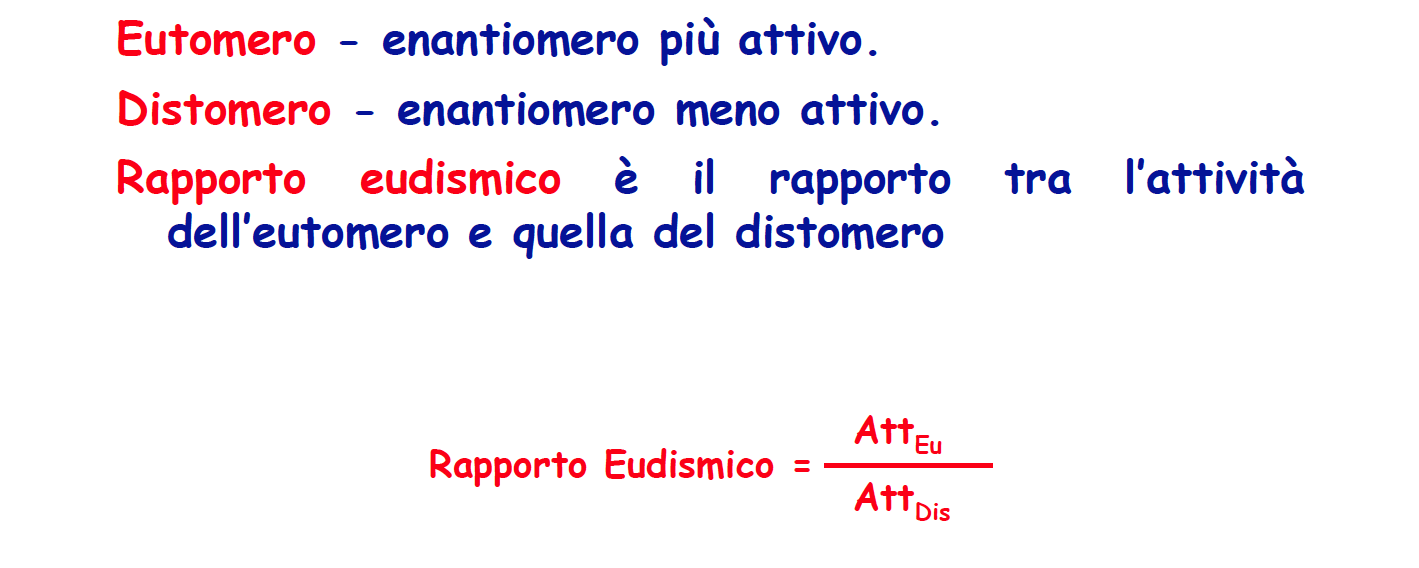 Eutomero - enantiomero più attivo.
Distomero - enantiomero meno attivo.
Rapporto eudismico è il rapporto tra l'attività
dell'eutomero e quella del distomero
Rapporto Eudismico = Att_Eu
Att_Dis